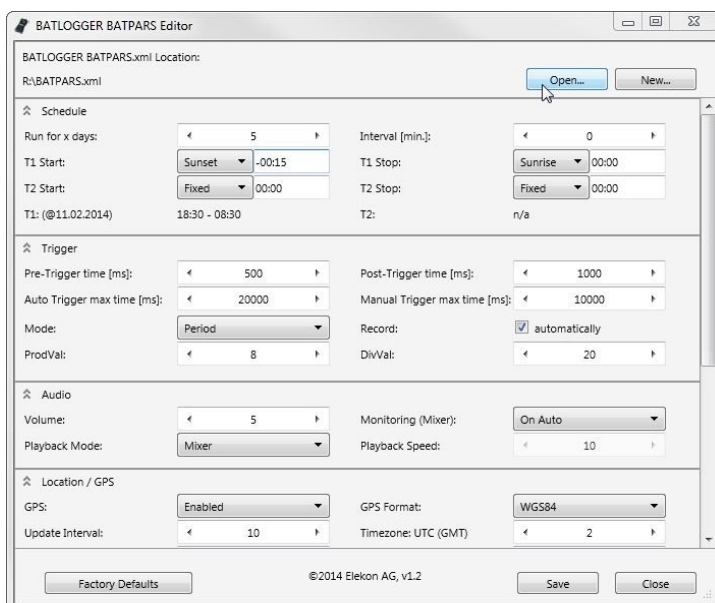 BATLOGGER BATPARS Editor
BATLOGGER BATPARS.xml Location:
R:\BATPARS.xml Open... New...
Schedule
Run for x days: 5 Interval [min.]: 0
T1 Start: Sunset -00:15 T1 Stop: Sunrise 00:00
T2 Start: Fixed 00:00 T2 Stop: Fixed 00:00
T1: (@11.02.2014) 18:30 - 08:30 T2: n/a
Trigger
Pre-Trigger time [ms]: 500 Post-Trigger time [ms]: 1000
Auto Trigger max time [ms]: 20000 Manual Trigger max time [ms]: 10000
Mode: Period Record: automatically
ProdVal: 8 DivVal: 20
Audio
Volume: 5 Monitoring (Mixer): On Auto
Playback Mode: Mixer Playback Speed: 10
Location / GPS
GPS: Enabled GPS Format: WGS84
Update Interval: 10 Timezone: UTC (GMT) 2
Factory Defaults ©2014 Elekon AG, v1.2 Save Close